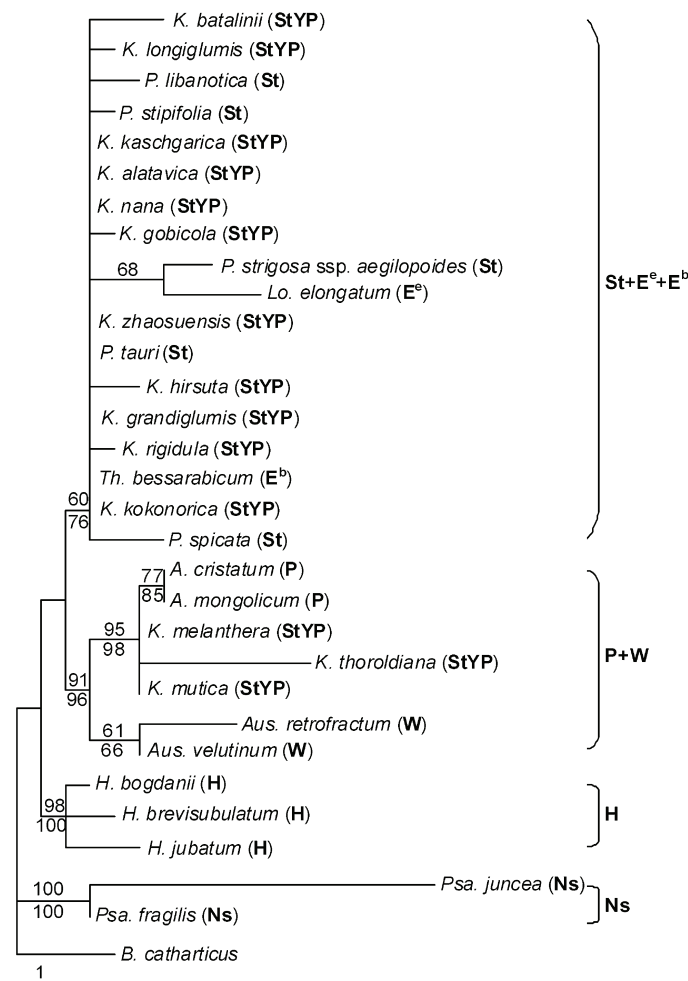 K. batalinii (StYP)
K. longiglumis (StYP)
P. libanotica (St)
P. stipifolia (St)
K. kaschgarica (StYP)
K. alatavica (StYP)
K. nana (StYP)
K. gobicola (StYP)
68
P. strigosa ssp. aegilopoides (St)
Lo. elongatum (Eᵉ)
St+Eᵉ+Eᵇ
K. zhaosuensis (StYP)
P. tauri (St)
K. hirsuta (StYP)
K. grandiglumis (StYP)
K. rigidula (StYP)
Th. bessarabicum (Eᵇ)
60
K. kokonorica (StYP)
76
P. spicata (St)
77
A. cristatum (P)
85
A. mongolicum (P)
95
K. melanthera (StYP)
98
K. thoroldiana (StYP)
P+W
91
K. mutica (StYP)
96
61
Aus. retrofractum (W)
66
Aus. velutinum (W)
H. bogdanii (H)
98
H. brevisubulatum (H)
H
100
H. jubatum (H)
100
Psa. juncea (Ns)
Ns
100
Psa. fragilis (Ns)
B. catharticus
1